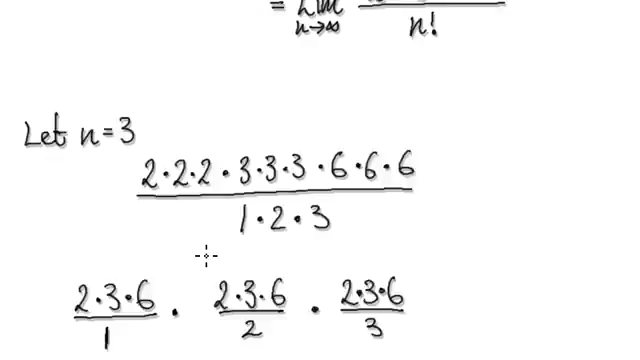 = lim n→∞ n!
Let n=3
2·2·2·3·3·3·6·6·6
1·2·3
2·3·6 / 1 · 2·3·6 / 2 · 2·3·6 / 3